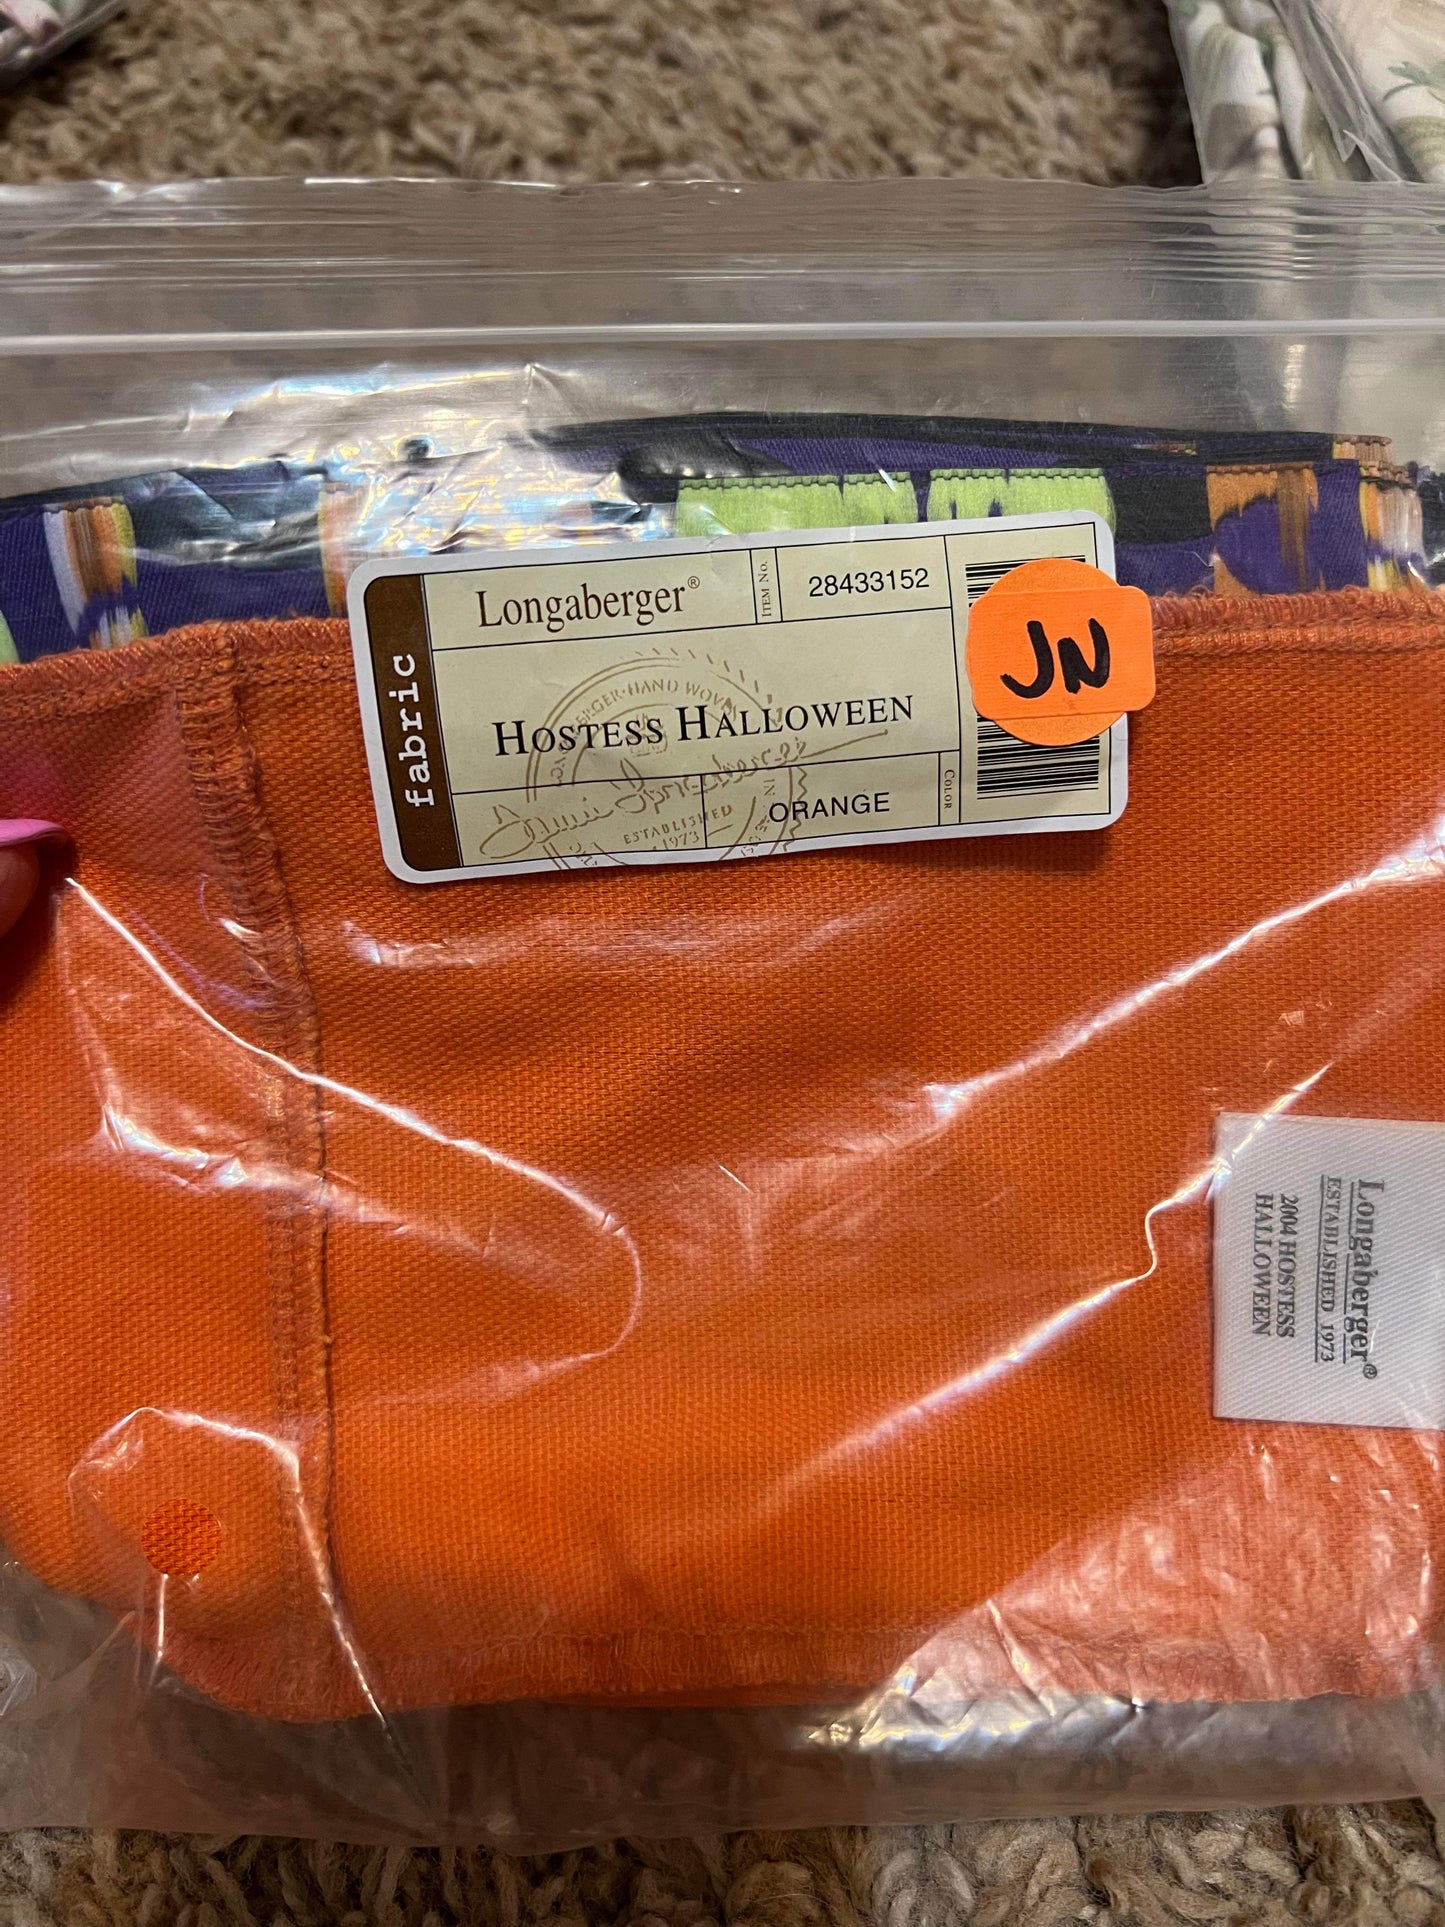 fabric
Longaberger®
ITEM No.
28433152
HOSTESS HALLOWEEN
ORANGE
COLOR
JN
ESTABLISHED
1973
Longaberger®
ESTABLISHED 1973
2004 HOSTESS
HALLOWEEN